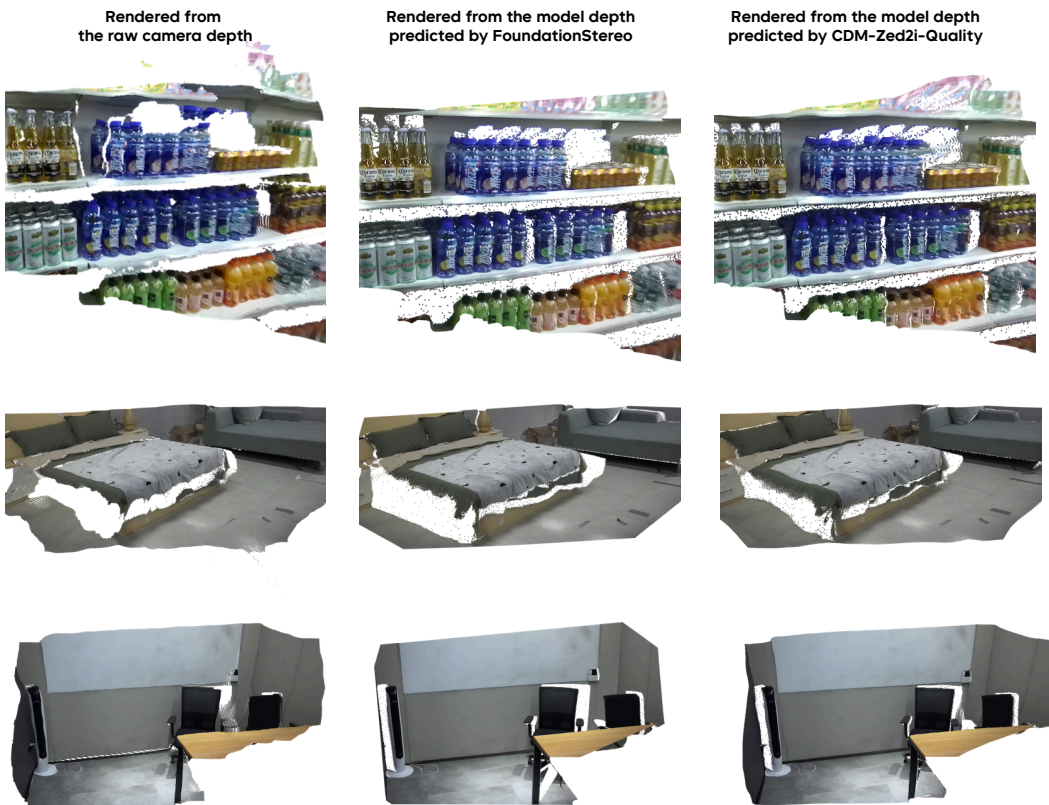 Rendered from
the raw camera depth
Rendered from the model depth
predicted by FoundationStereo
Rendered from the model depth
predicted by CDM-Zed2i-Quality